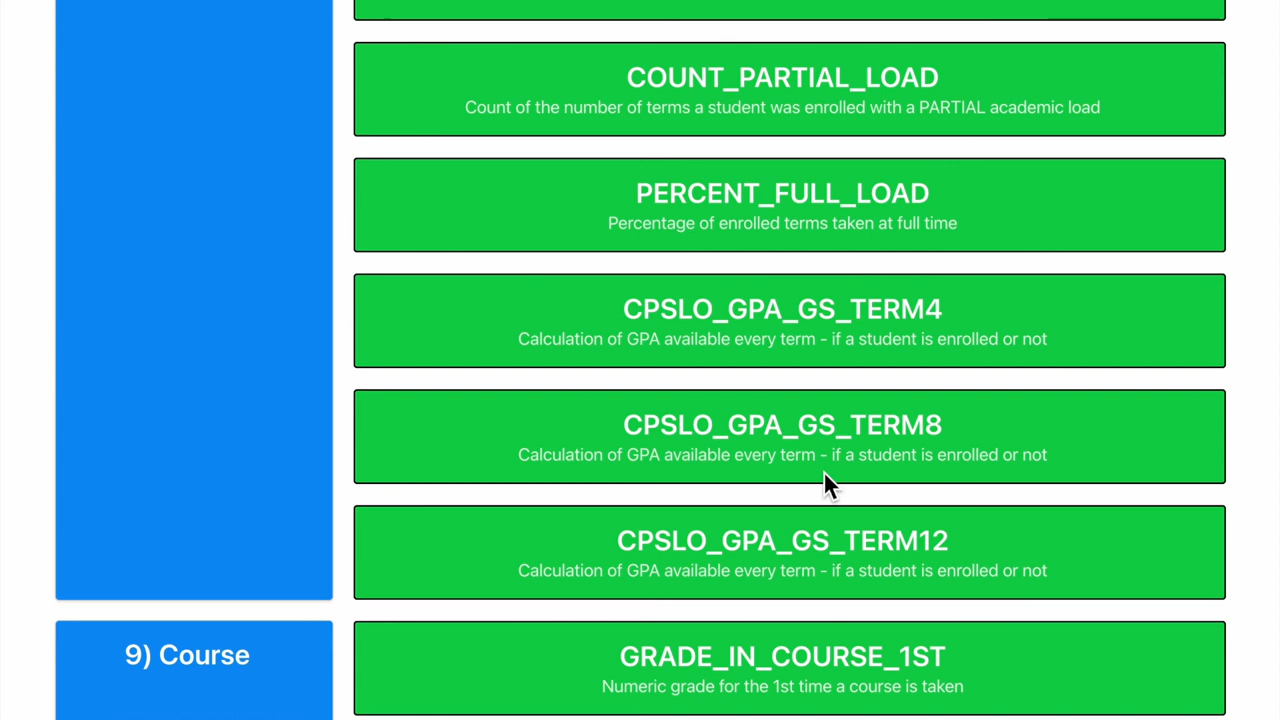 COUNT_PARTIAL_LOAD
Count of the number of terms a student was enrolled with a PARTIAL academic load
PERCENT_FULL_LOAD
Percentage of enrolled terms taken at full time
CPSLO_GPA_GS_TERM4
Calculation of GPA available every term - if a student is enrolled or not
CPSLO_GPA_GS_TERM8
Calculation of GPA available every term - if a student is enrolled or not
CPSLO_GPA_GS_TERM12
Calculation of GPA available every term - if a student is enrolled or not
9) Course
GRADE_IN_COURSE_1ST
Numeric grade for the 1st time a course is taken